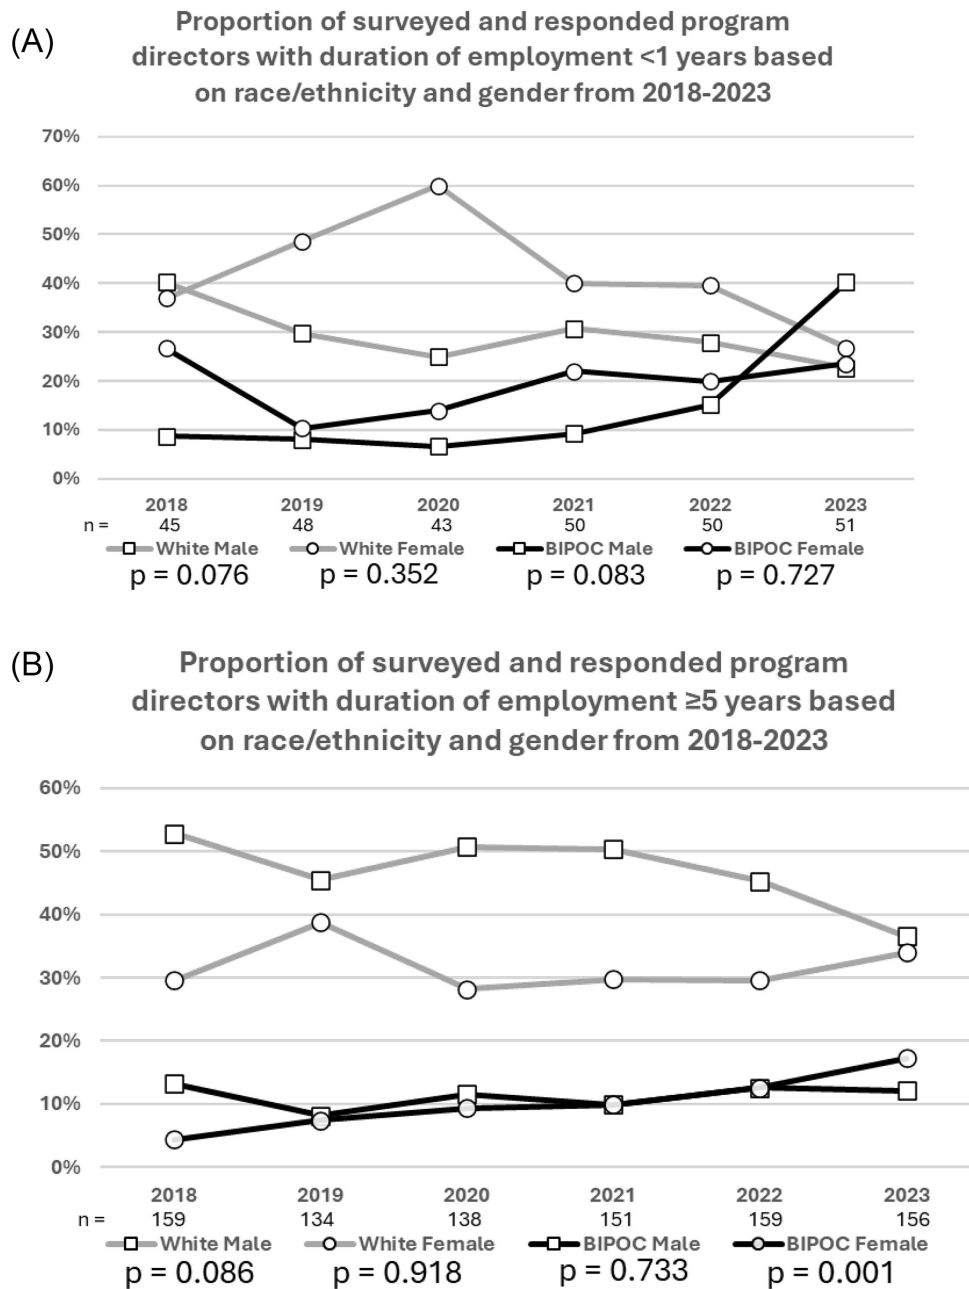 (A)
Proportion of surveyed and responded program
directors with duration of employment <1 years based
on race/ethnicity and gender from 2018-2023
70%
60%
50%
40%
30%
20%
10%
0%
2018 2019 2020 2021 2022 2023
n = 45 48 43 50 50 51
White Male White Female BIPOC Male BIPOC Female
p = 0.076 p = 0.352 p = 0.083 p = 0.727
(B)
Proportion of surveyed and responded program
directors with duration of employment ≥5 years based
on race/ethnicity and gender from 2018-2023
60%
50%
40%
30%
20%
10%
0%
2018 2019 2020 2021 2022 2023
n = 159 134 138 151 159 156
White Male White Female BIPOC Male BIPOC Female
p = 0.086 p = 0.918 p = 0.733 p = 0.001